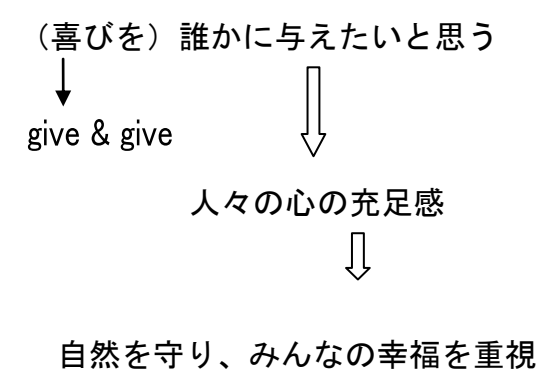 （喜びを）誰かに与えたいと思う
give & give
人々の心の充足感
自然を守り、みんなの幸福を重視